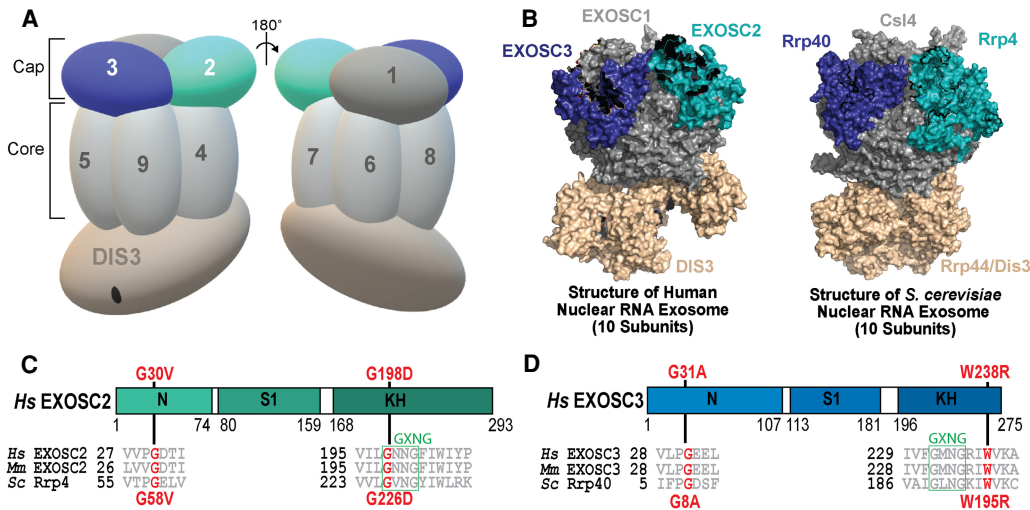 A
180°
Cap
3
2
1
Core
5
9
4
7
6
8
DIS3
B
EXOSC1
EXOSC2
EXOSC3
DIS3
Structure of Human
Nuclear RNA Exosome
(10 Subunits)
Csl4
Rrp40
Rrp4
Rrp44/Dis3
Structure of S. cerevisiae
Nuclear RNA Exosome
(10 Subunits)
C
G30V G198D
Hs EXOSC2 N S1 KH
1 74 80 159 168 293
GXNG
Hs EXOSC2 27 VVPGDTI 195 VILGNNGFIWIYP
Mm EXOSC2 26 LVVGDTI 195 VILGNNGFIWIYP
Sc Rrp4 55 VTPGELV 223 VVLGVNGYIWLRK
G58V G226D
D
G31A W238R
Hs EXOSC3 N S1 KH
1 107 113 191 196 275
GXNG
Hs EXOSC3 28 VLPGEEL 229 IVFGMNGRIWVKA
Mm EXOSC3 28 VLPGEEL 228 IVFGMNGRIWVKA
Sc Rrp40 5 IFPGDSF 186 VAIGLNGKIWVKC
G8A W195R